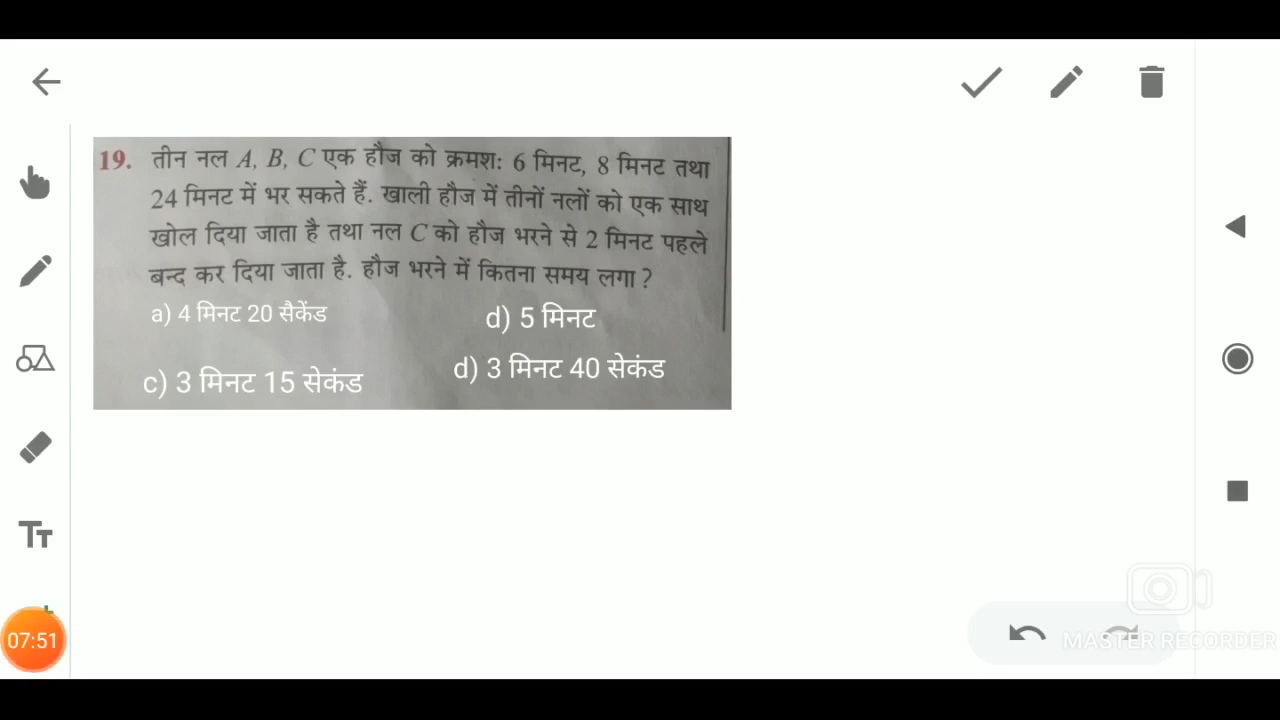 19. तीन नल A, B, C एक हौज को क्रमश: 6 मिनट, 8 मिनट तथा
24 मिनट में भर सकते हैं. खाली हौज में तीनों नलों को एक साथ
खोल दिया जाता है तथा नल C को हौज भरने से 2 मिनट पहले
बन्द कर दिया जाता है. हौज भरने में कितना समय लगा ?
a) 4 मिनट 20 सैकेंड
d) 5 मिनट
c) 3 मिनट 15 सेकंड
d) 3 मिनट 40 सेकंड
Tт
07:51
MASTER RECORDER